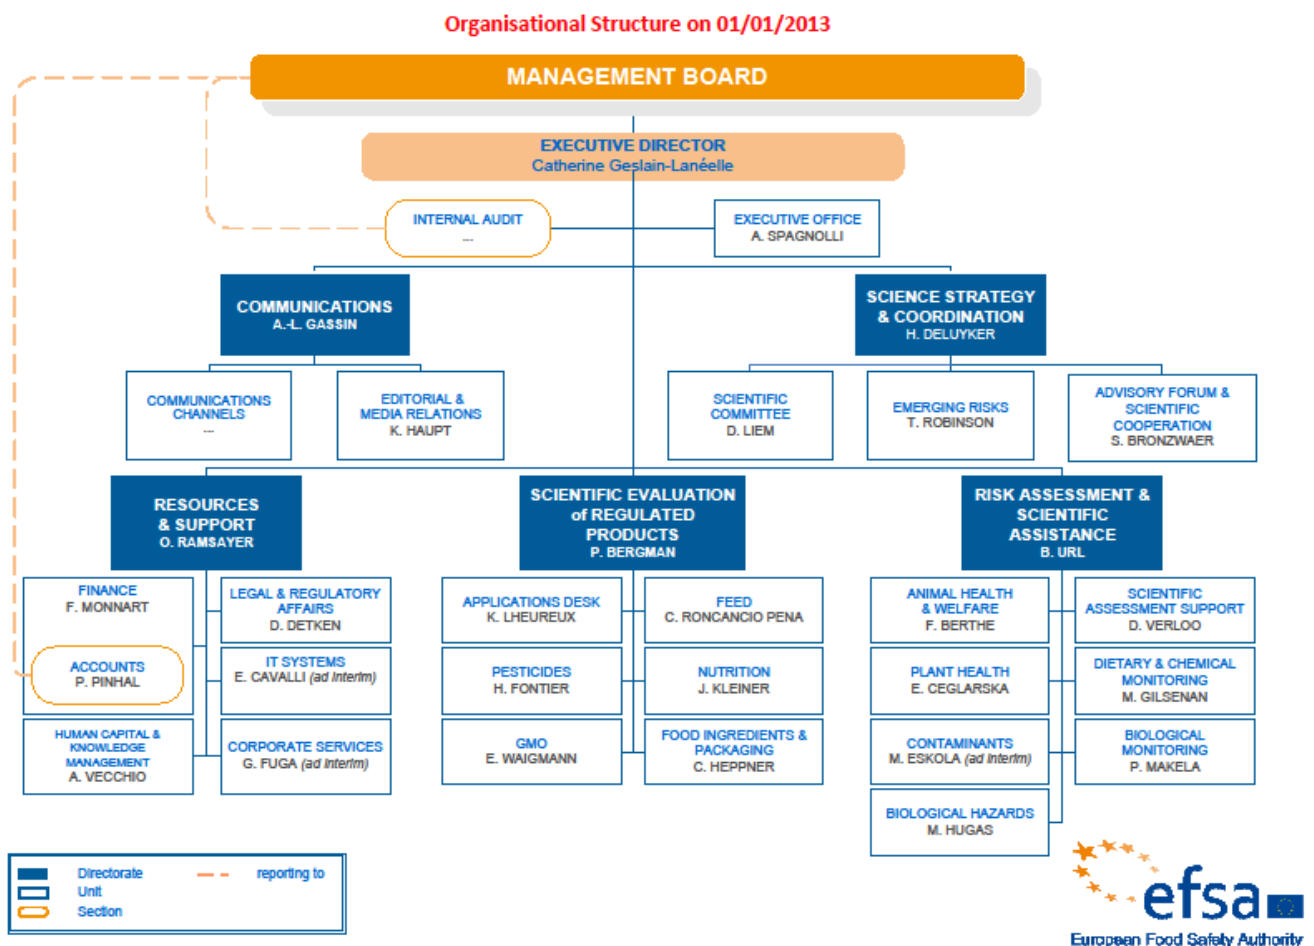 Organisational Structure on 01/01/2013
MANAGEMENT BOARD
EXECUTIVE DIRECTOR
Catherine Geslain-Lanéelle
INTERNAL AUDIT
...
EXECUTIVE OFFICE
A. SPAGNOLLI
COMMUNICATIONS
A.-L. GASSIN
SCIENCE STRATEGY
& COORDINATION
H. DELUYKER
COMMUNICATIONS
CHANNELS
...
EDITORIAL &
MEDIA RELATIONS
K. HAUPT
SCIENTIFIC
COMMITTEE
D. LIEM
EMERGING RISKS
T. ROBINSON
ADVISORY FORUM &
SCIENTIFIC
COOPERATION
S. BRONZWAER
RESOURCES
& SUPPORT
O. RAMSAYER
SCIENTIFIC EVALUATION
of REGULATED
PRODUCTS
P. BERGMAN
RISK ASSESSMENT &
SCIENTIFIC
ASSISTANCE
B. URL
FINANCE
F. MONNART
ACCOUNTS
P. PINHAL
HUMAN CAPITAL &
KNOWLEDGE
MANAGEMENT
A. VECCHIO
LEGAL & REGULATORY
AFFAIRS
D. DETKEN
IT SYSTEMS
E. CAVALLI (ad interim)
CORPORATE SERVICES
G. FUGA (ad interim)
APPLICATIONS DESK
K. LHEUREUX
PESTICIDES
H. FONTIER
GMO
E. WAIGMANN
FEED
C. RONCANCIO PENA
NUTRITION
J. KLEINER
FOOD INGREDIENTS &
PACKAGING
C. HEPPNER
ANIMAL HEALTH
& WELFARE
F. BERTHE
PLANT HEALTH
E. CEGLARSKA
CONTAMINANTS
M. ESKOLA (ad interim)
BIOLOGICAL HAZARDS
M. HUGAS
SCIENTIFIC
ASSESSMENT SUPPORT
D. VERLOO
DIETARY & CHEMICAL
MONITORING
M. GILSENAN
BIOLOGICAL
MONITORING
P. MAKELA
Directorate
reporting to
Unit
Section
efsa
European Food Safety Authority